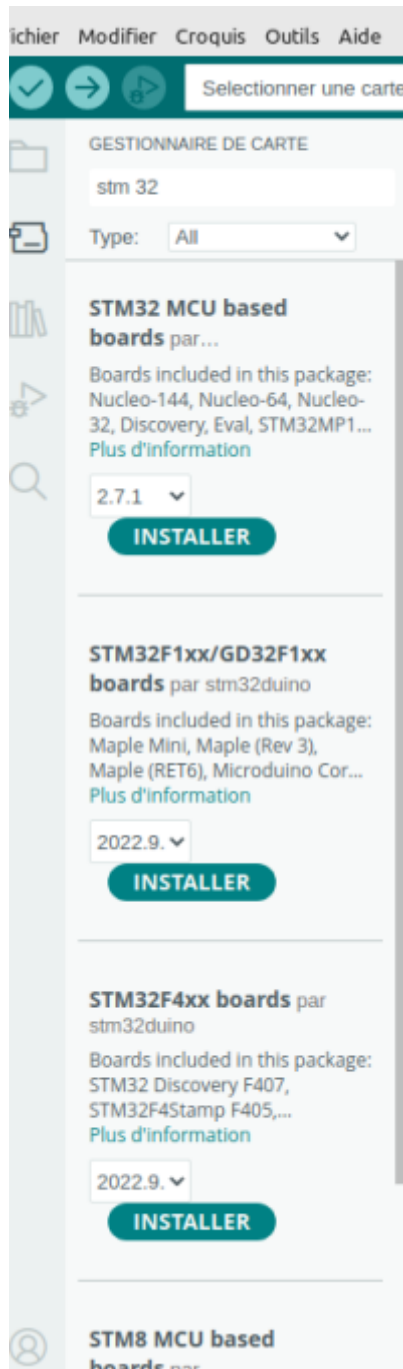 ichier Modifier Croquis Outils Aide
Selectionner une carte
GESTIONNAIRE DE CARTE
stm 32
Type: All
STM32 MCU based
boards par...
Boards included in this package:
Nucleo-144, Nucleo-64, Nucleo-
32, Discovery, Eval, STM32MP1...
Plus d'information
2.7.1
INSTALLER
STM32F1xx/GD32F1xx
boards par stm32duino
Boards included in this package:
Maple Mini, Maple (Rev 3),
Maple (RET6), Microduino Cor...
Plus d'information
2022.9.
INSTALLER
STM32F4xx boards par
stm32duino
Boards included in this package:
STM32 Discovery F407,
STM32F4Stamp F405,...
Plus d'information
2022.9.
INSTALLER
STM8 MCU based
boards par